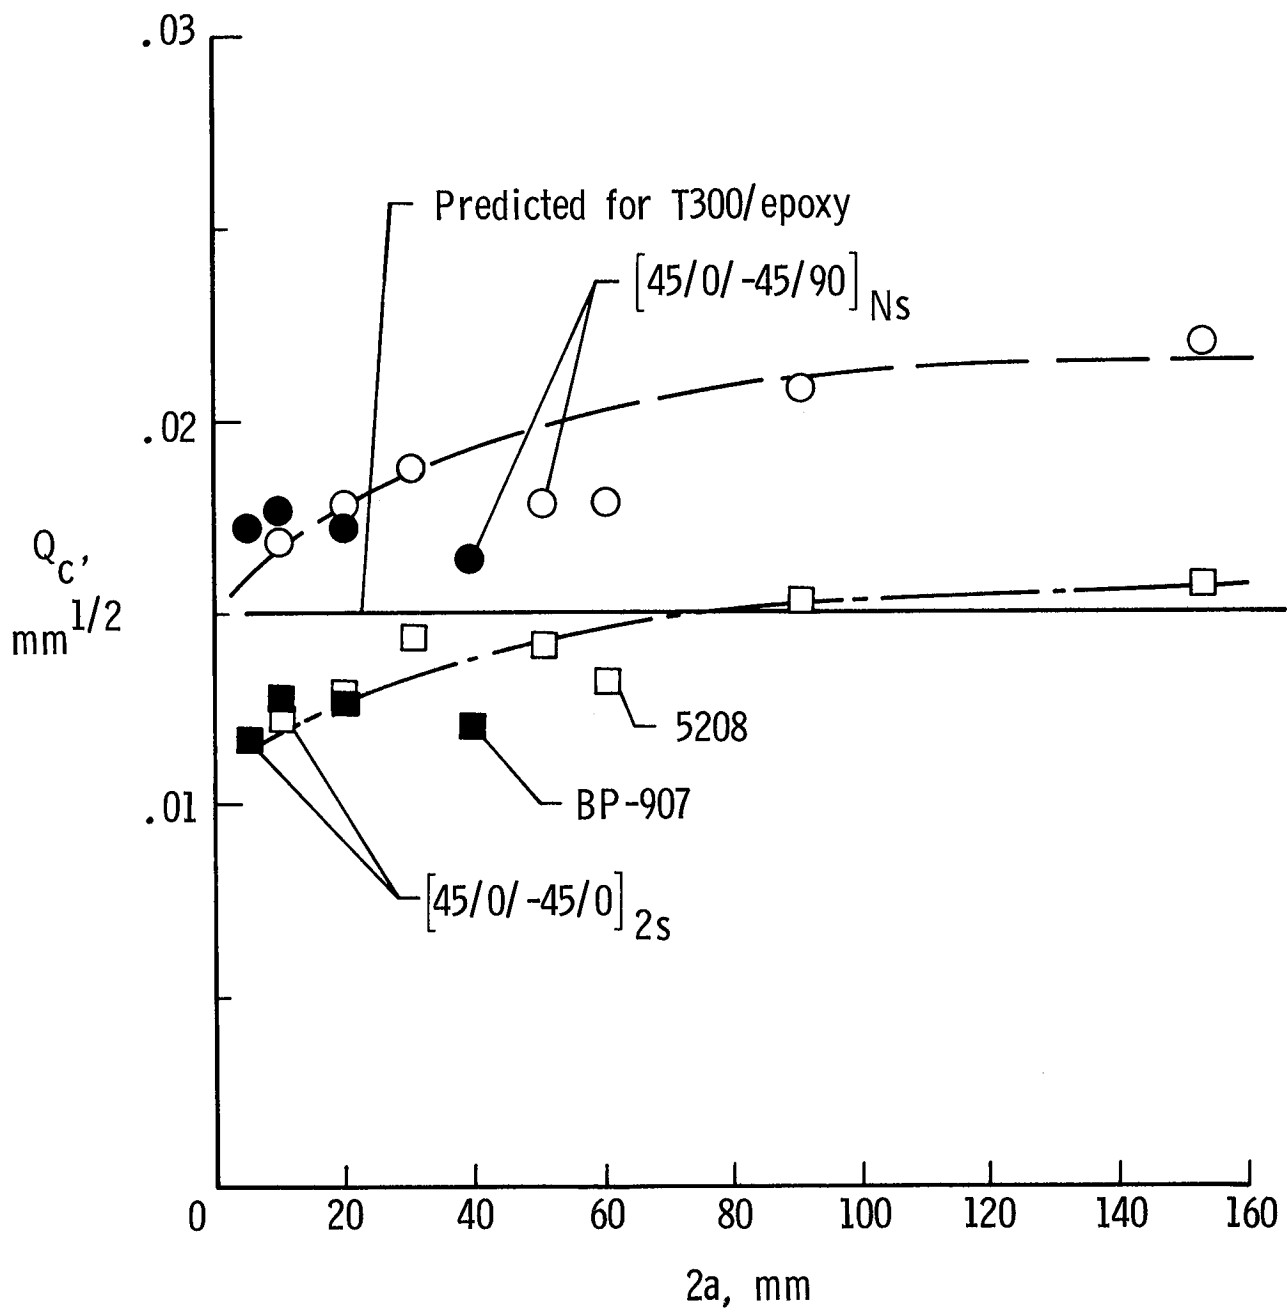 .03
Predicted for T300/epoxy
[45/0/-45/90]Ns
.02
Qc,
mm1/2
5208
BP-907
.01
[45/0/-45/0]2s
0 20 40 60 80 100 120 140 160
2a, mm